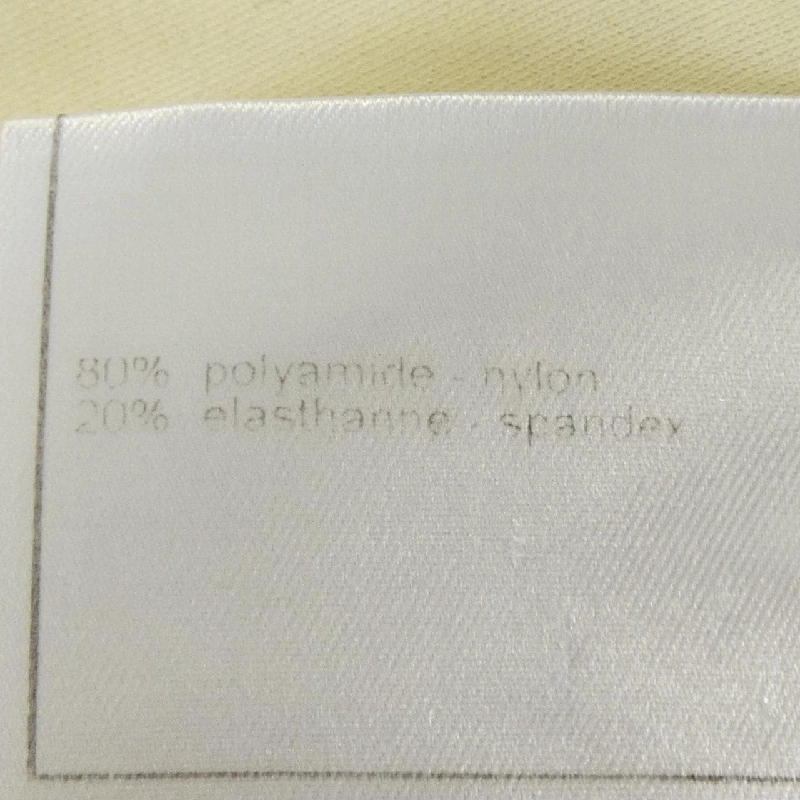 80% polyamide - nylon
20% elasthanne - spandex